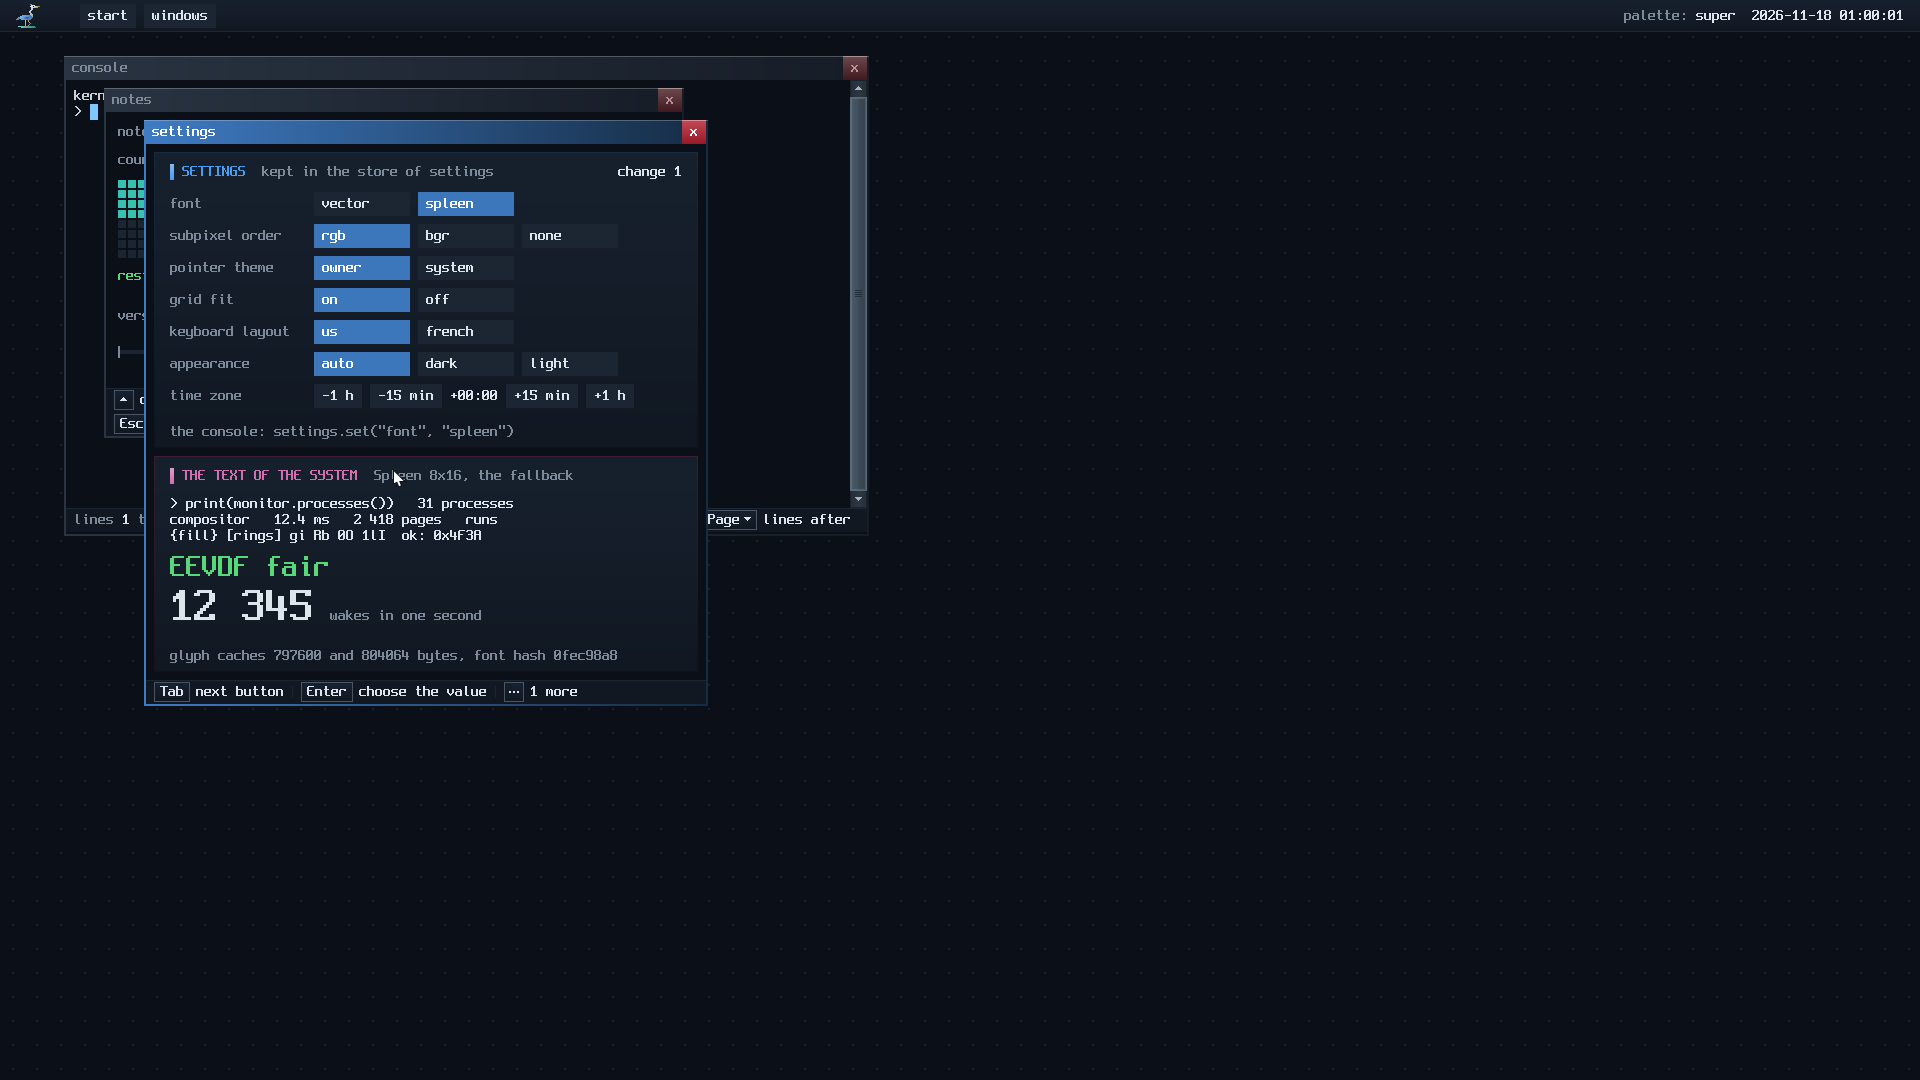 start windows palette: super 2026-11-18 01:00:01
console x
kern
>
notes x
note
cour
res
vers
Esc
lines 1 t Page lines after
settings x
SETTINGS kept in the store of settings change 1
font vector spleen
subpixel order rgb bgr none
pointer theme owner system
grid fit on off
keyboard layout us french
appearance auto dark light
time zone -1 h -15 min +00:00 +15 min +1 h
the console: settings.set("font", "spleen")
THE TEXT OF THE SYSTEM Spleen 8x16, the fallback
> print(monitor.processes()) 31 processes
compositor 12.4 ms 2 418 pages runs
{fill} [rings] gi Rb 0O 1lI ok: 0x4F3A
EEVDF fair
12 345 wakes in one second
glyph caches 797600 and 804064 bytes, font hash 0fec98a8
Tab next button Enter choose the value ... 1 more